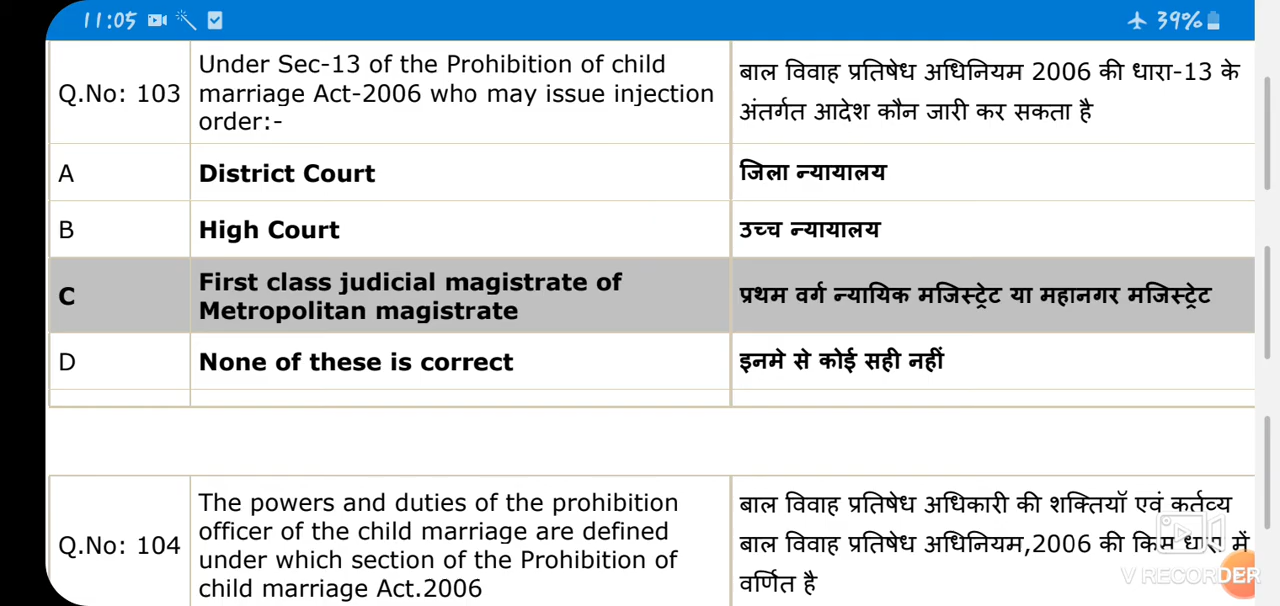 11:05
39%
Q.No: 103
Under Sec-13 of the Prohibition of child
marriage Act-2006 who may issue injection
order:-
बाल विवाह प्रतिषेध अधिनियम 2006 की धारा-13 के
अंतर्गत आदेश कौन जारी कर सकता है
A
District Court
जिला न्यायालय
B
High Court
उच्च न्यायालय
C
First class judicial magistrate of
Metropolitan magistrate
प्रथम वर्ग न्यायिक मजिस्ट्रेट या महानगर मजिस्ट्रेट
D
None of these is correct
इनमे से कोई सही नहीं
Q.No: 104
The powers and duties of the prohibition
officer of the child marriage are defined
under which section of the Prohibition of
child marriage Act.2006
बाल विवाह प्रतिषेध अधिकारी की शक्तियॉ एवं कर्तव्य
बाल विवाह प्रतिषेध अधिनियम,2006 की किस धारा में
वर्णित है
V RECORDER